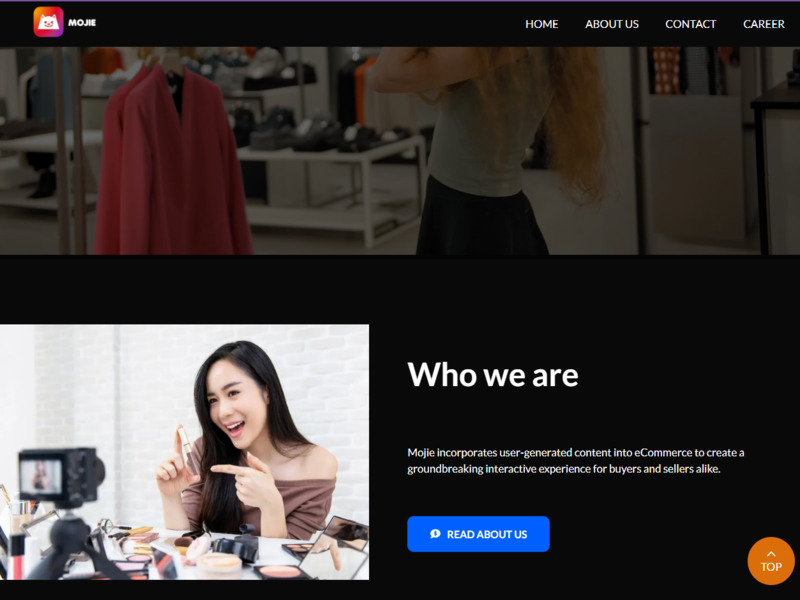 MOJIE
HOME
ABOUT US
CONTACT
CAREER
Who we are
Mojie incorporates user-generated content into eCommerce to create a
groundbreaking interactive experience for buyers and sellers alike.
READ ABOUT US
TOP